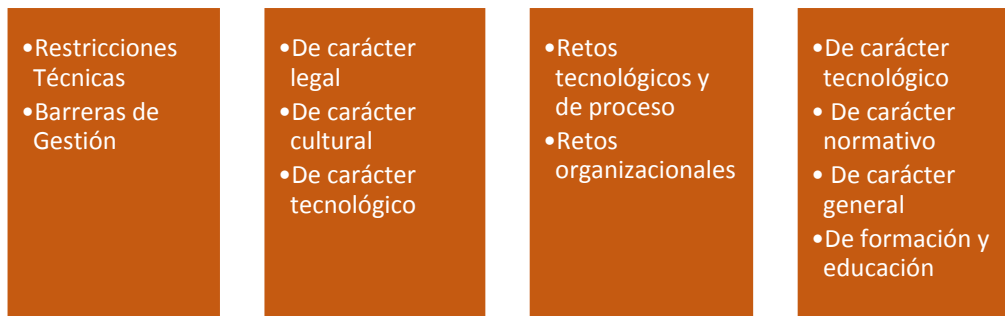 •Restricciones
Técnicas
•Barreras de
Gestión
•De carácter
legal
•De carácter
cultural
•De carácter
tecnológico
•Retos
tecnológicos y
de proceso
•Retos
organizacionales
•De carácter
tecnológico
• De carácter
normativo
• De carácter
general
•De formación y
educación